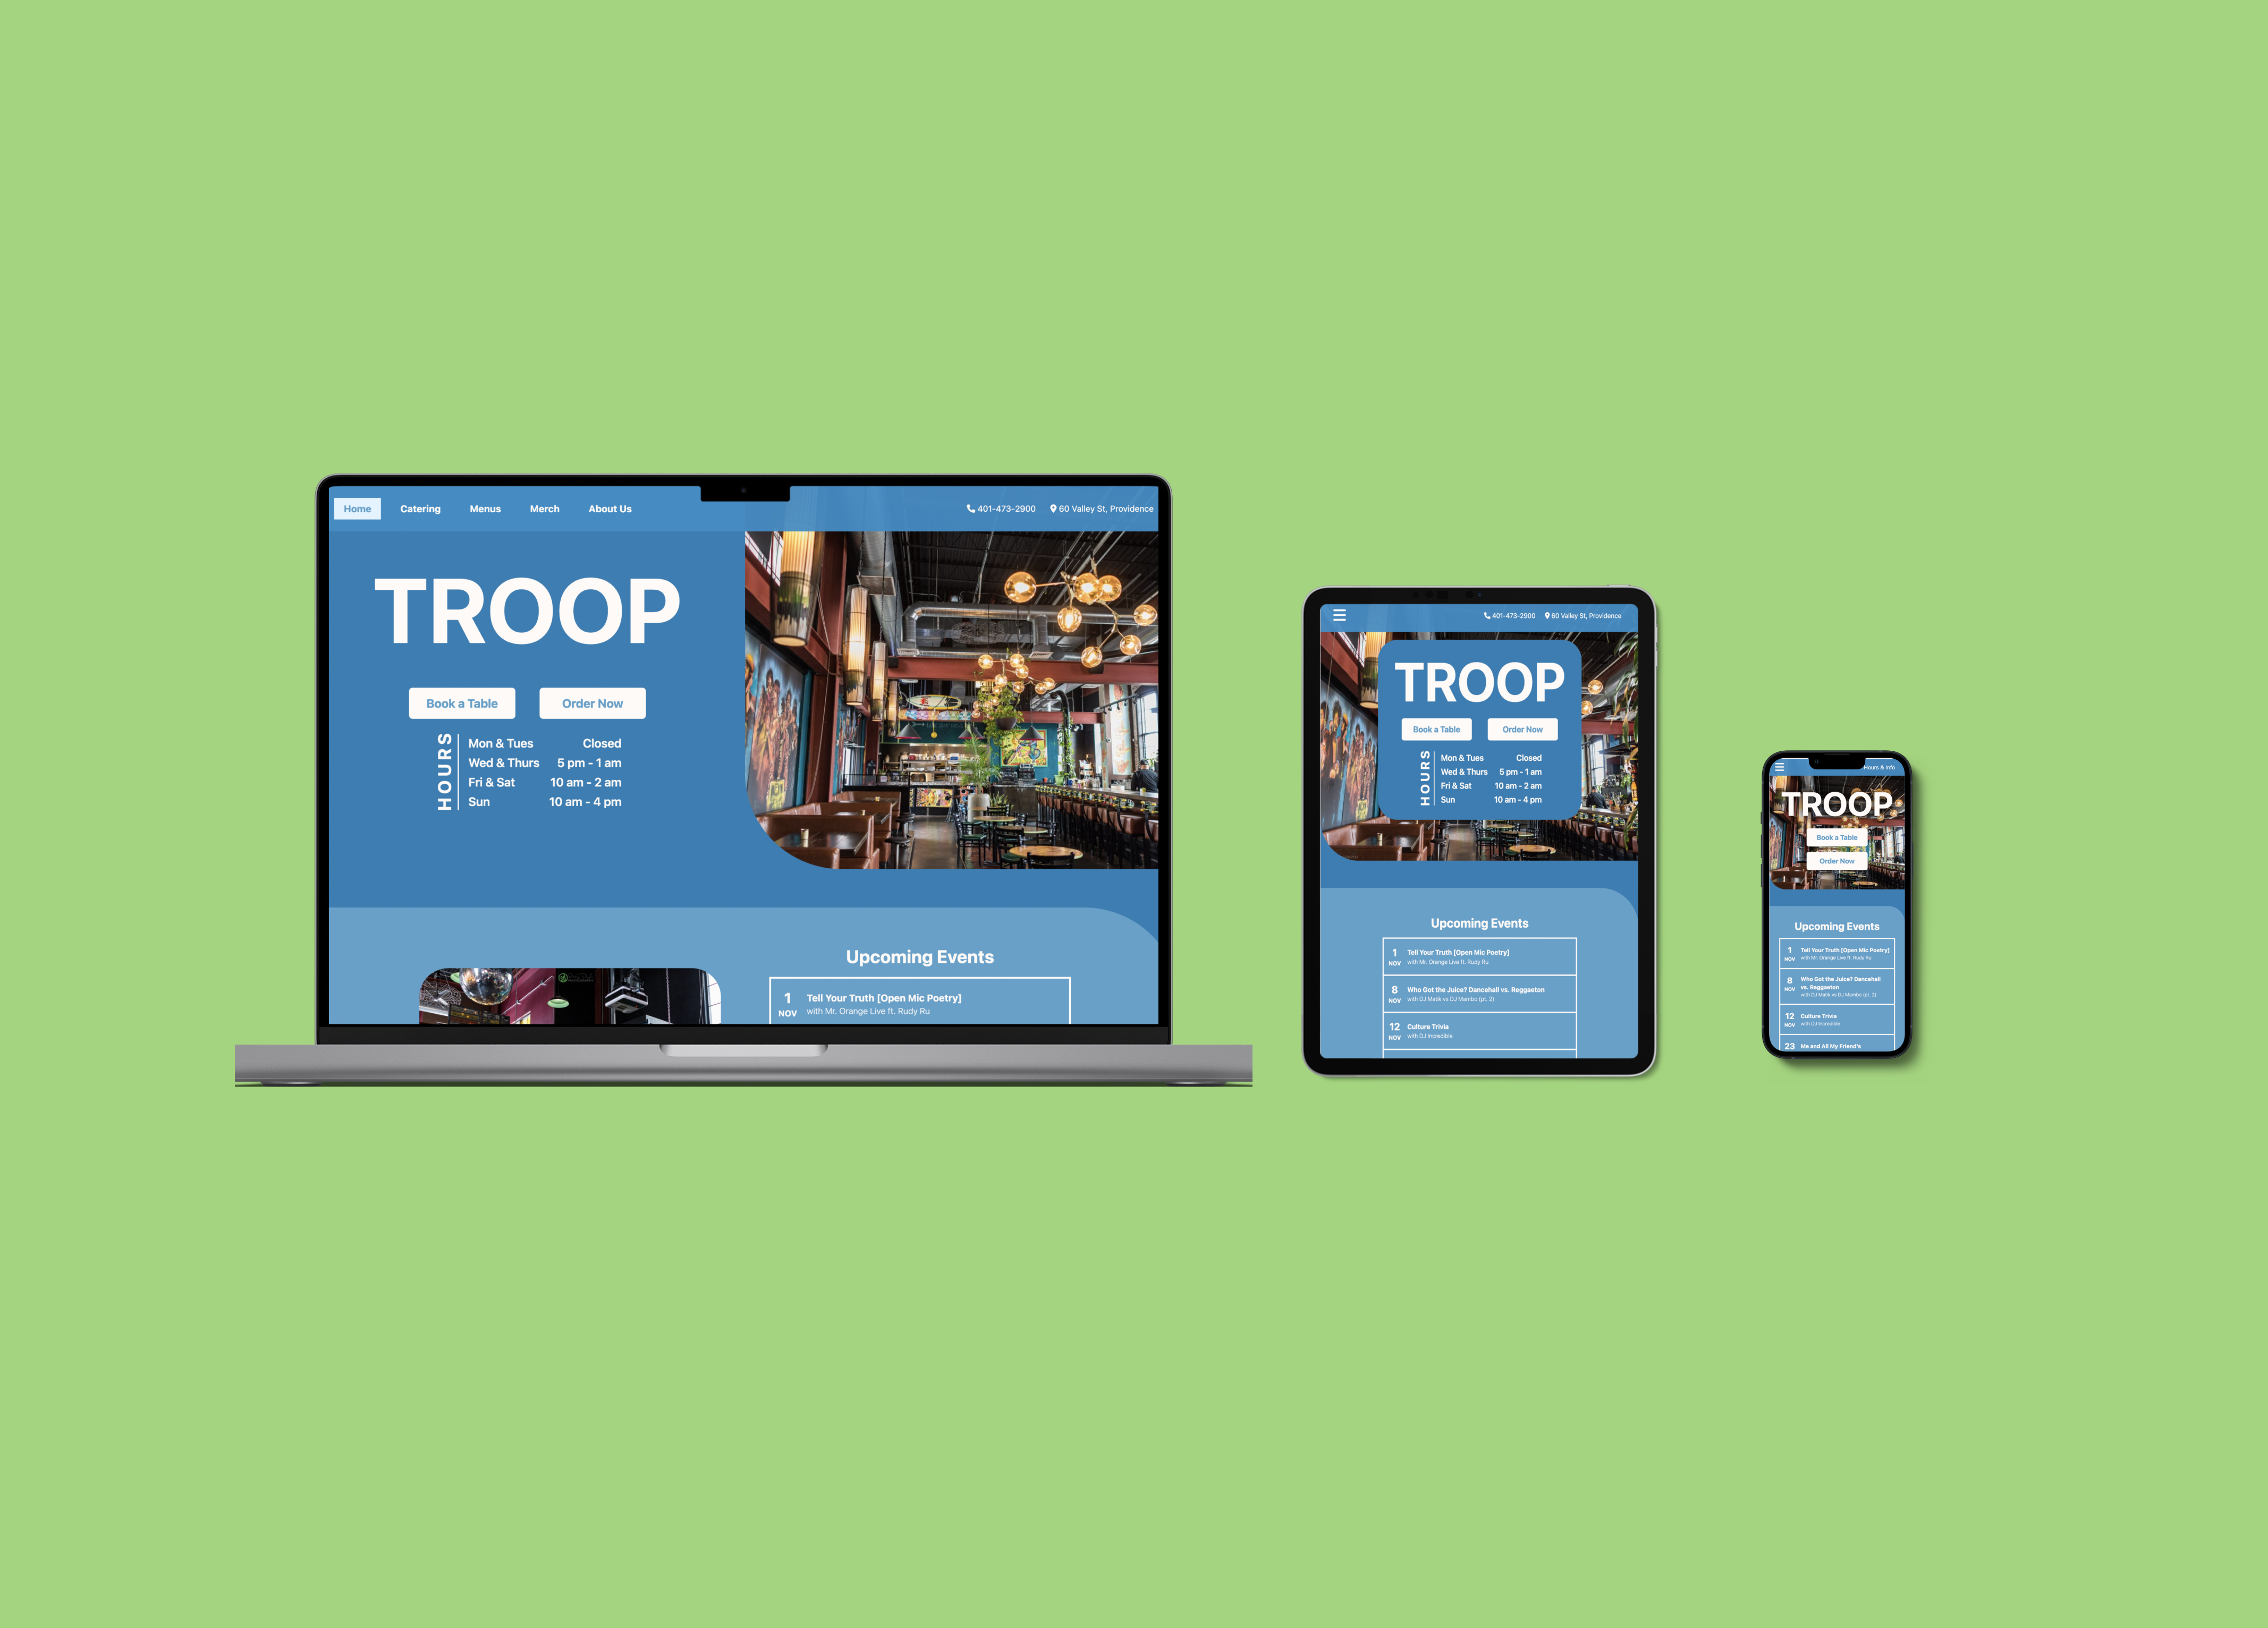 Home Catering Menus Merch About Us 401-473-2900 60 Valley St, Providence
TROOP
Book a Table Order Now
HOURS
Mon & Tues Closed
Wed & Thurs 5 pm - 1 am
Fri & Sat 10 am - 2 am
Sun 10 am - 4 pm
Upcoming Events
1 NOV
Tell Your Truth [Open Mic Poetry]
with Mr. Orange Live ft. Rudy Ru
401-473-2900 60 Valley St, Providence
TROOP
Book a Table Order Now
HOURS
Mon & Tues Closed
Wed & Thurs 5 pm - 1 am
Fri & Sat 10 am - 2 am
Sun 10 am - 4 pm
Upcoming Events
1 NOV
Tell Your Truth [Open Mic Poetry]
with Mr. Orange Live ft. Rudy Ru
8 NOV
Who Got the Juice? Dancehall vs. Reggaeton
with DJ Matik vs DJ Mambo (pt. 2)
12 NOV
Culture Trivia
with DJ Incredible
Hours & Info
TROOP
Book a Table
Order Now
Upcoming Events
1 NOV
Tell Your Truth [Open Mic Poetry]
with Mr. Orange Live ft. Rudy Ru
8 NOV
Who Got the Juice? Dancehall
vs. Reggaeton
with DJ Matik vs DJ Mambo (pt. 2)
12 NOV
Culture Trivia
with DJ Incredible
23
Me and All My Friend's